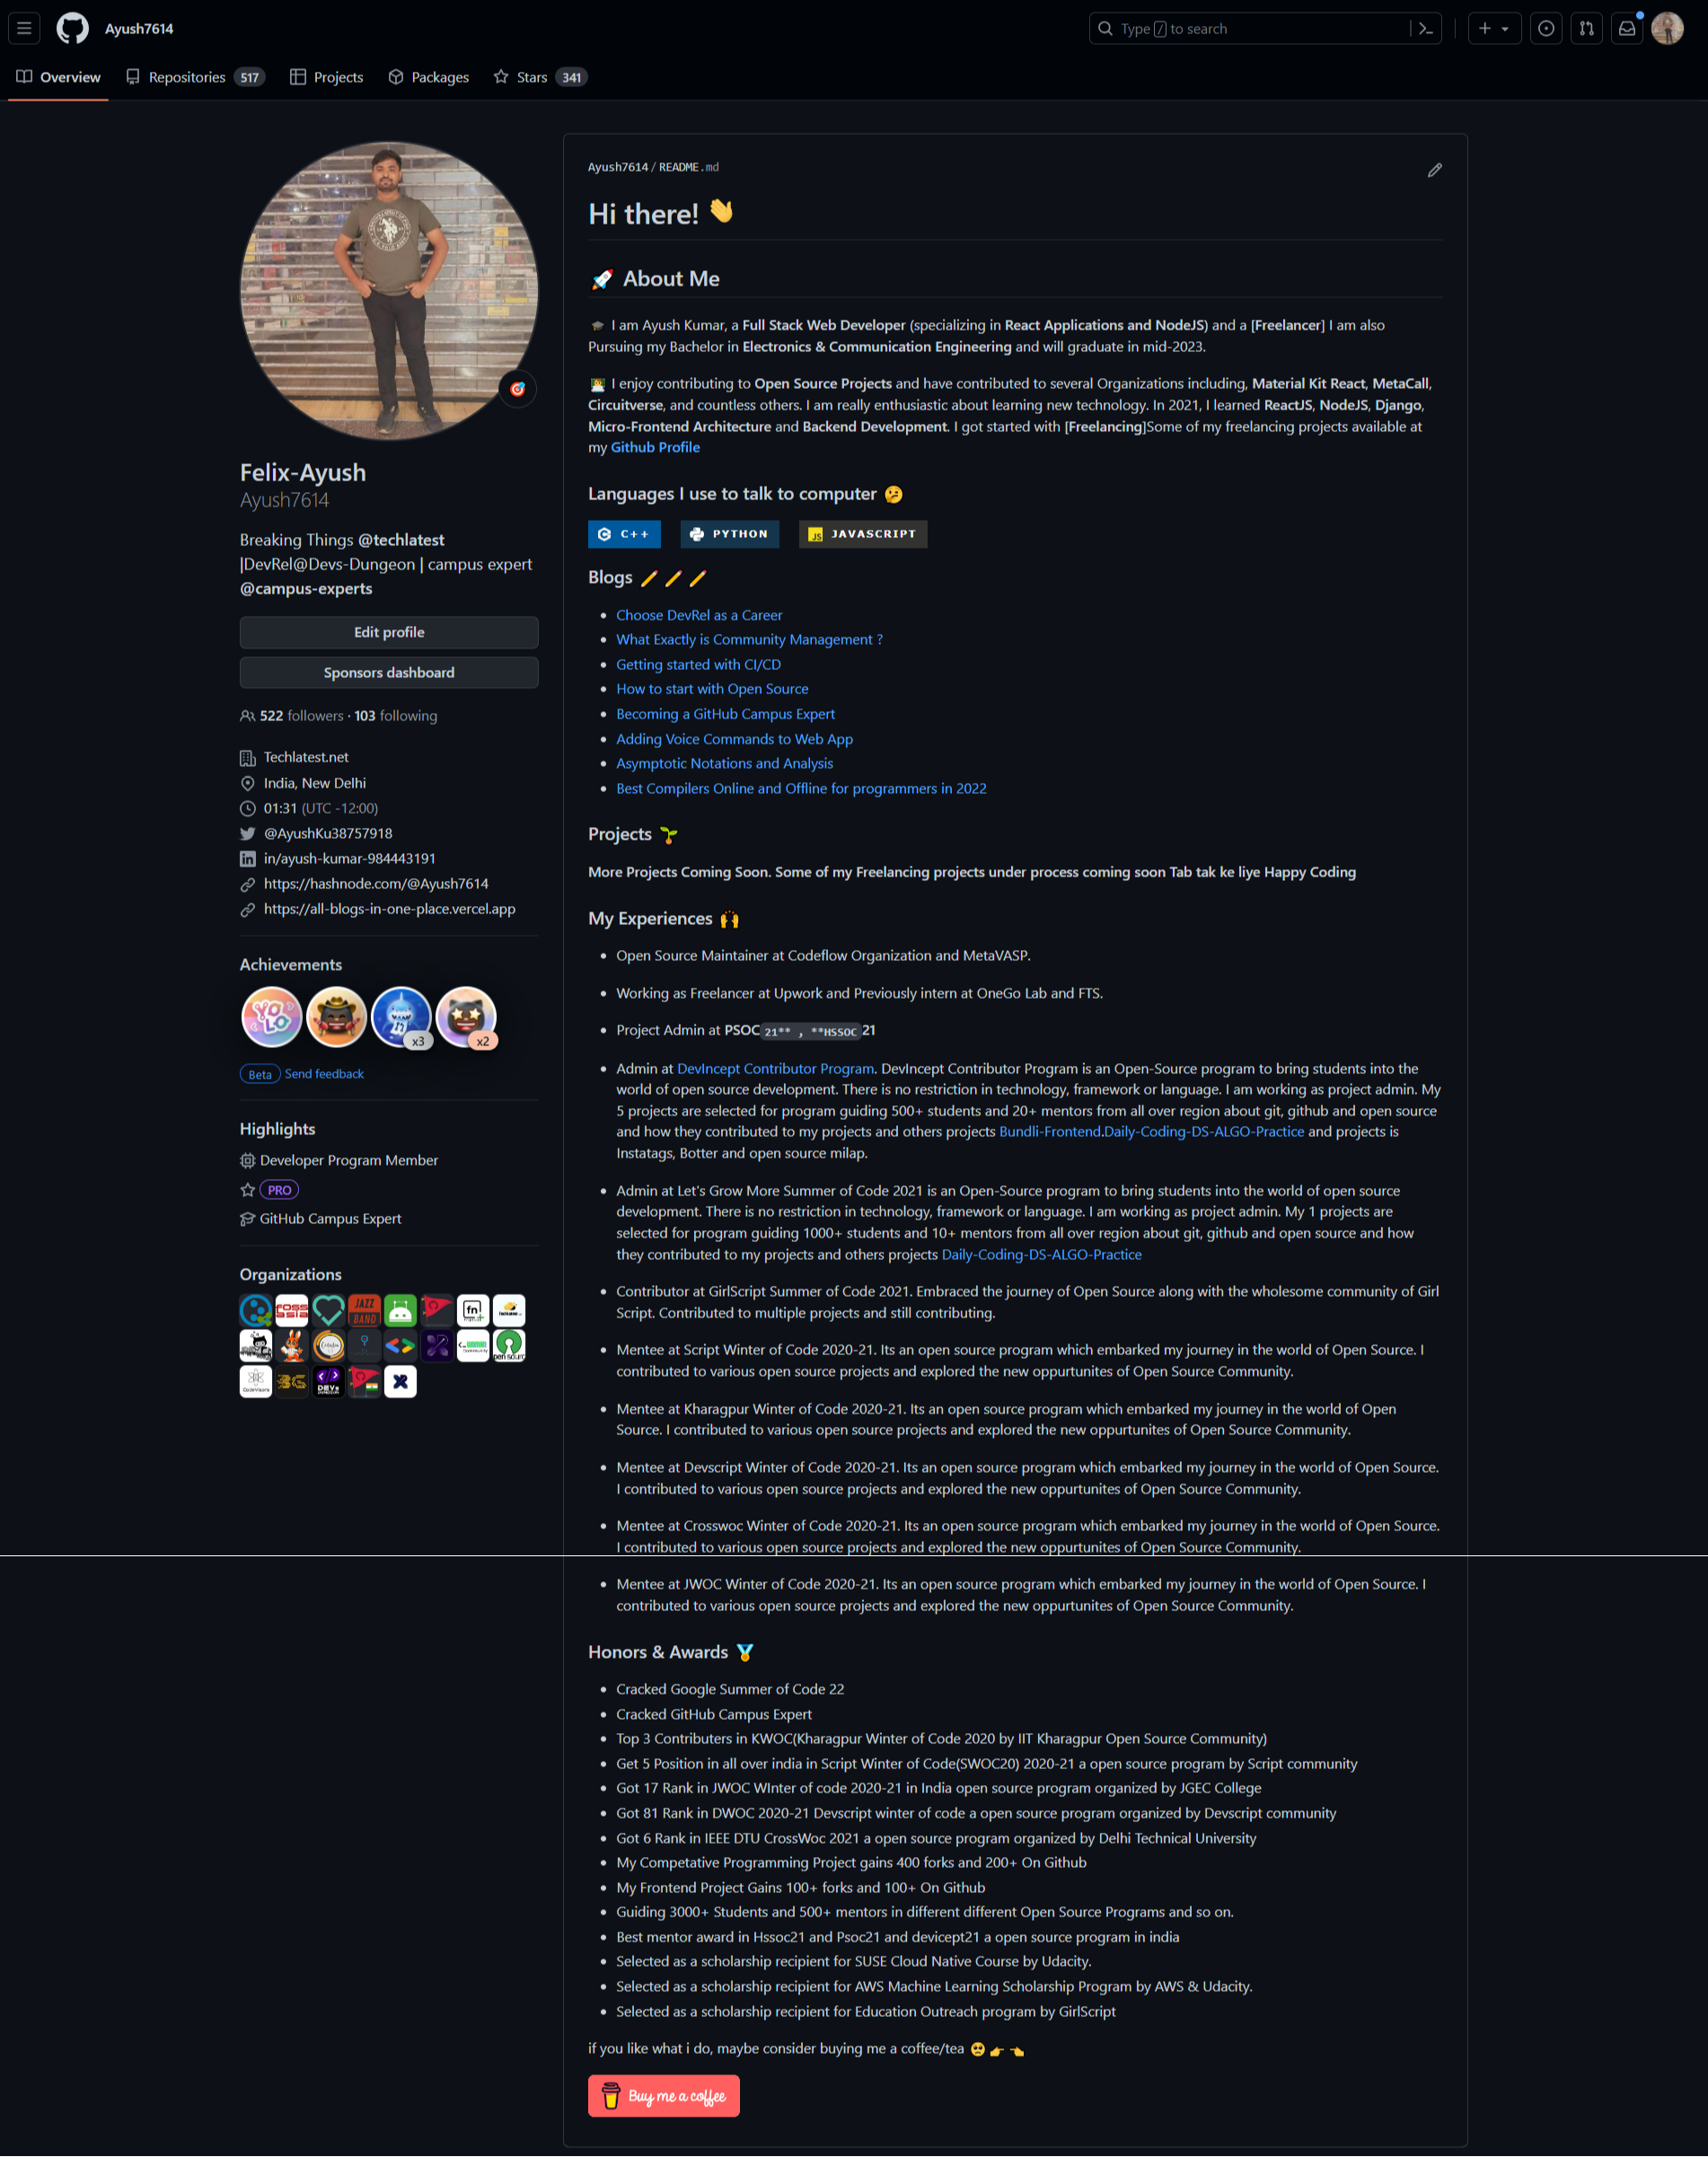 Ayush7614
Type / to search
Overview
Repositories 517
Projects
Packages
Stars 341
Felix-Ayush
Ayush7614
Breaking Things @techlatest
|DevRel@Devs-Dungeon | campus expert
@campus-experts
Edit profile
Sponsors dashboard
522 followers · 103 following
Techlatest.net
India, New Delhi
01:31 (UTC -12:00)
@AyushKu38757918
in/ayush-kumar-984443191
https://hashnode.com/@Ayush7614
https://all-blogs-in-one-place.vercel.app
Achievements
YOLO
x3
x2
Beta Send feedback
Highlights
Developer Program Member
PRO
GitHub Campus Expert
Organizations
FOSS ASIA
JAZZ BAND
fn
Ayush7614/README.md
Hi there! 👋
🚀 About Me
🎓 I am Ayush Kumar, a Full Stack Web Developer (specializing in React Applications and NodeJS) and a [Freelancer] I am also
Pursuing my Bachelor in Electronics & Communication Engineering and will graduate in mid-2023.
👨‍💻 I enjoy contributing to Open Source Projects and have contributed to several Organizations including, Material Kit React, MetaCall,
Circuitverse, and countless others. I am really enthusiastic about learning new technology. In 2021, I learned ReactJS, NodeJS, Django,
Micro-Frontend Architecture and Backend Development. I got started with [Freelancing]Some of my freelancing projects available at
my Github Profile
Languages I use to talk to computer 🤔
C++ PYTHON JS JAVASCRIPT
Blogs ✏️ ✏️ ✏️
• Choose DevRel as a Career
• What Exactly is Community Management ?
• Getting started with CI/CD
• How to start with Open Source
• Becoming a GitHub Campus Expert
• Adding Voice Commands to Web App
• Asymptotic Notations and Analysis
• Best Compilers Online and Offline for programmers in 2022
Projects 🌱
More Projects Coming Soon. Some of my Freelancing projects under process coming soon Tab tak ke liye Happy Coding
My Experiences 🙌
• Open Source Maintainer at Codeflow Organization and MetaVASP.
• Working as Freelancer at Upwork and Previously intern at OneGo Lab and FTS.
• Project Admin at PSOC 21** , **HSSOC 21
• Admin at DevIncept Contributor Program. DevIncept Contributor Program is an Open-Source program to bring students into the
world of open source development. There is no restriction in technology, framework or language. I am working as project admin. My
5 projects are selected for program guiding 500+ students and 20+ mentors from all over region about git, github and open source
and how they contributed to my projects and others projects Bundli-Frontend.Daily-Coding-DS-ALGO-Practice and projects is
Instatags, Botter and open source milap.
• Admin at Let's Grow More Summer of Code 2021 is an Open-Source program to bring students into the world of open source
development. There is no restriction in technology, framework or language. I am working as project admin. My 1 projects are
selected for program guiding 1000+ students and 10+ mentors from all over region about git, github and open source and how
they contributed to my projects and others projects Daily-Coding-DS-ALGO-Practice
• Contributor at GirlScript Summer of Code 2021. Embraced the journey of Open Source along with the wholesome community of Girl
Script. Contributed to multiple projects and still contributing.
• Mentee at Script Winter of Code 2020-21. Its an open source program which embarked my journey in the world of Open Source. I
contributed to various open source projects and explored the new oppurtunites of Open Source Community.
• Mentee at Kharagpur Winter of Code 2020-21. Its an open source program which embarked my journey in the world of Open
Source. I contributed to various open source projects and explored the new oppurtunites of Open Source Community.
• Mentee at Devscript Winter of Code 2020-21. Its an open source program which embarked my journey in the world of Open Source.
I contributed to various open source projects and explored the new oppurtunites of Open Source Community.
• Mentee at Crosswoc Winter of Code 2020-21. Its an open source program which embarked my journey in the world of Open Source.
I contributed to various open source projects and explored the new oppurtunites of Open Source Community.
• Mentee at JWOC Winter of Code 2020-21. Its an open source program which embarked my journey in the world of Open Source. I
contributed to various open source projects and explored the new oppurtunites of Open Source Community.
Honors & Awards 🏅
• Cracked Google Summer of Code 22
• Cracked GitHub Campus Expert
• Top 3 Contributers in KWOC(Kharagpur Winter of Code 2020 by IIT Kharagpur Open Source Community)
• Get 5 Position in all over india in Script Winter of Code(SWOC20) 2020-21 a open source program by Script community
• Got 17 Rank in JWOC WInter of code 2020-21 in India open source program organized by JGEC College
• Got 81 Rank in DWOC 2020-21 Devscript winter of code a open source program organized by Devscript community
• Got 6 Rank in IEEE DTU CrossWoc 2021 a open source program organized by Delhi Technical University
• My Competative Programming Project gains 400 forks and 200+ On Github
• My Frontend Project Gains 100+ forks and 100+ On Github
• Guiding 3000+ Students and 500+ mentors in different different Open Source Programs and so on.
• Best mentor award in Hssoc21 and Psoc21 and devicept21 a open source program in india
• Selected as a scholarship recipient for SUSE Cloud Native Course by Udacity.
• Selected as a scholarship recipient for AWS Machine Learning Scholarship Program by AWS & Udacity.
• Selected as a scholarship recipient for Education Outreach program by GirlScript
if you like what i do, maybe consider buying me a coffee/tea 🥺 👉 👈
Buy me a coffee